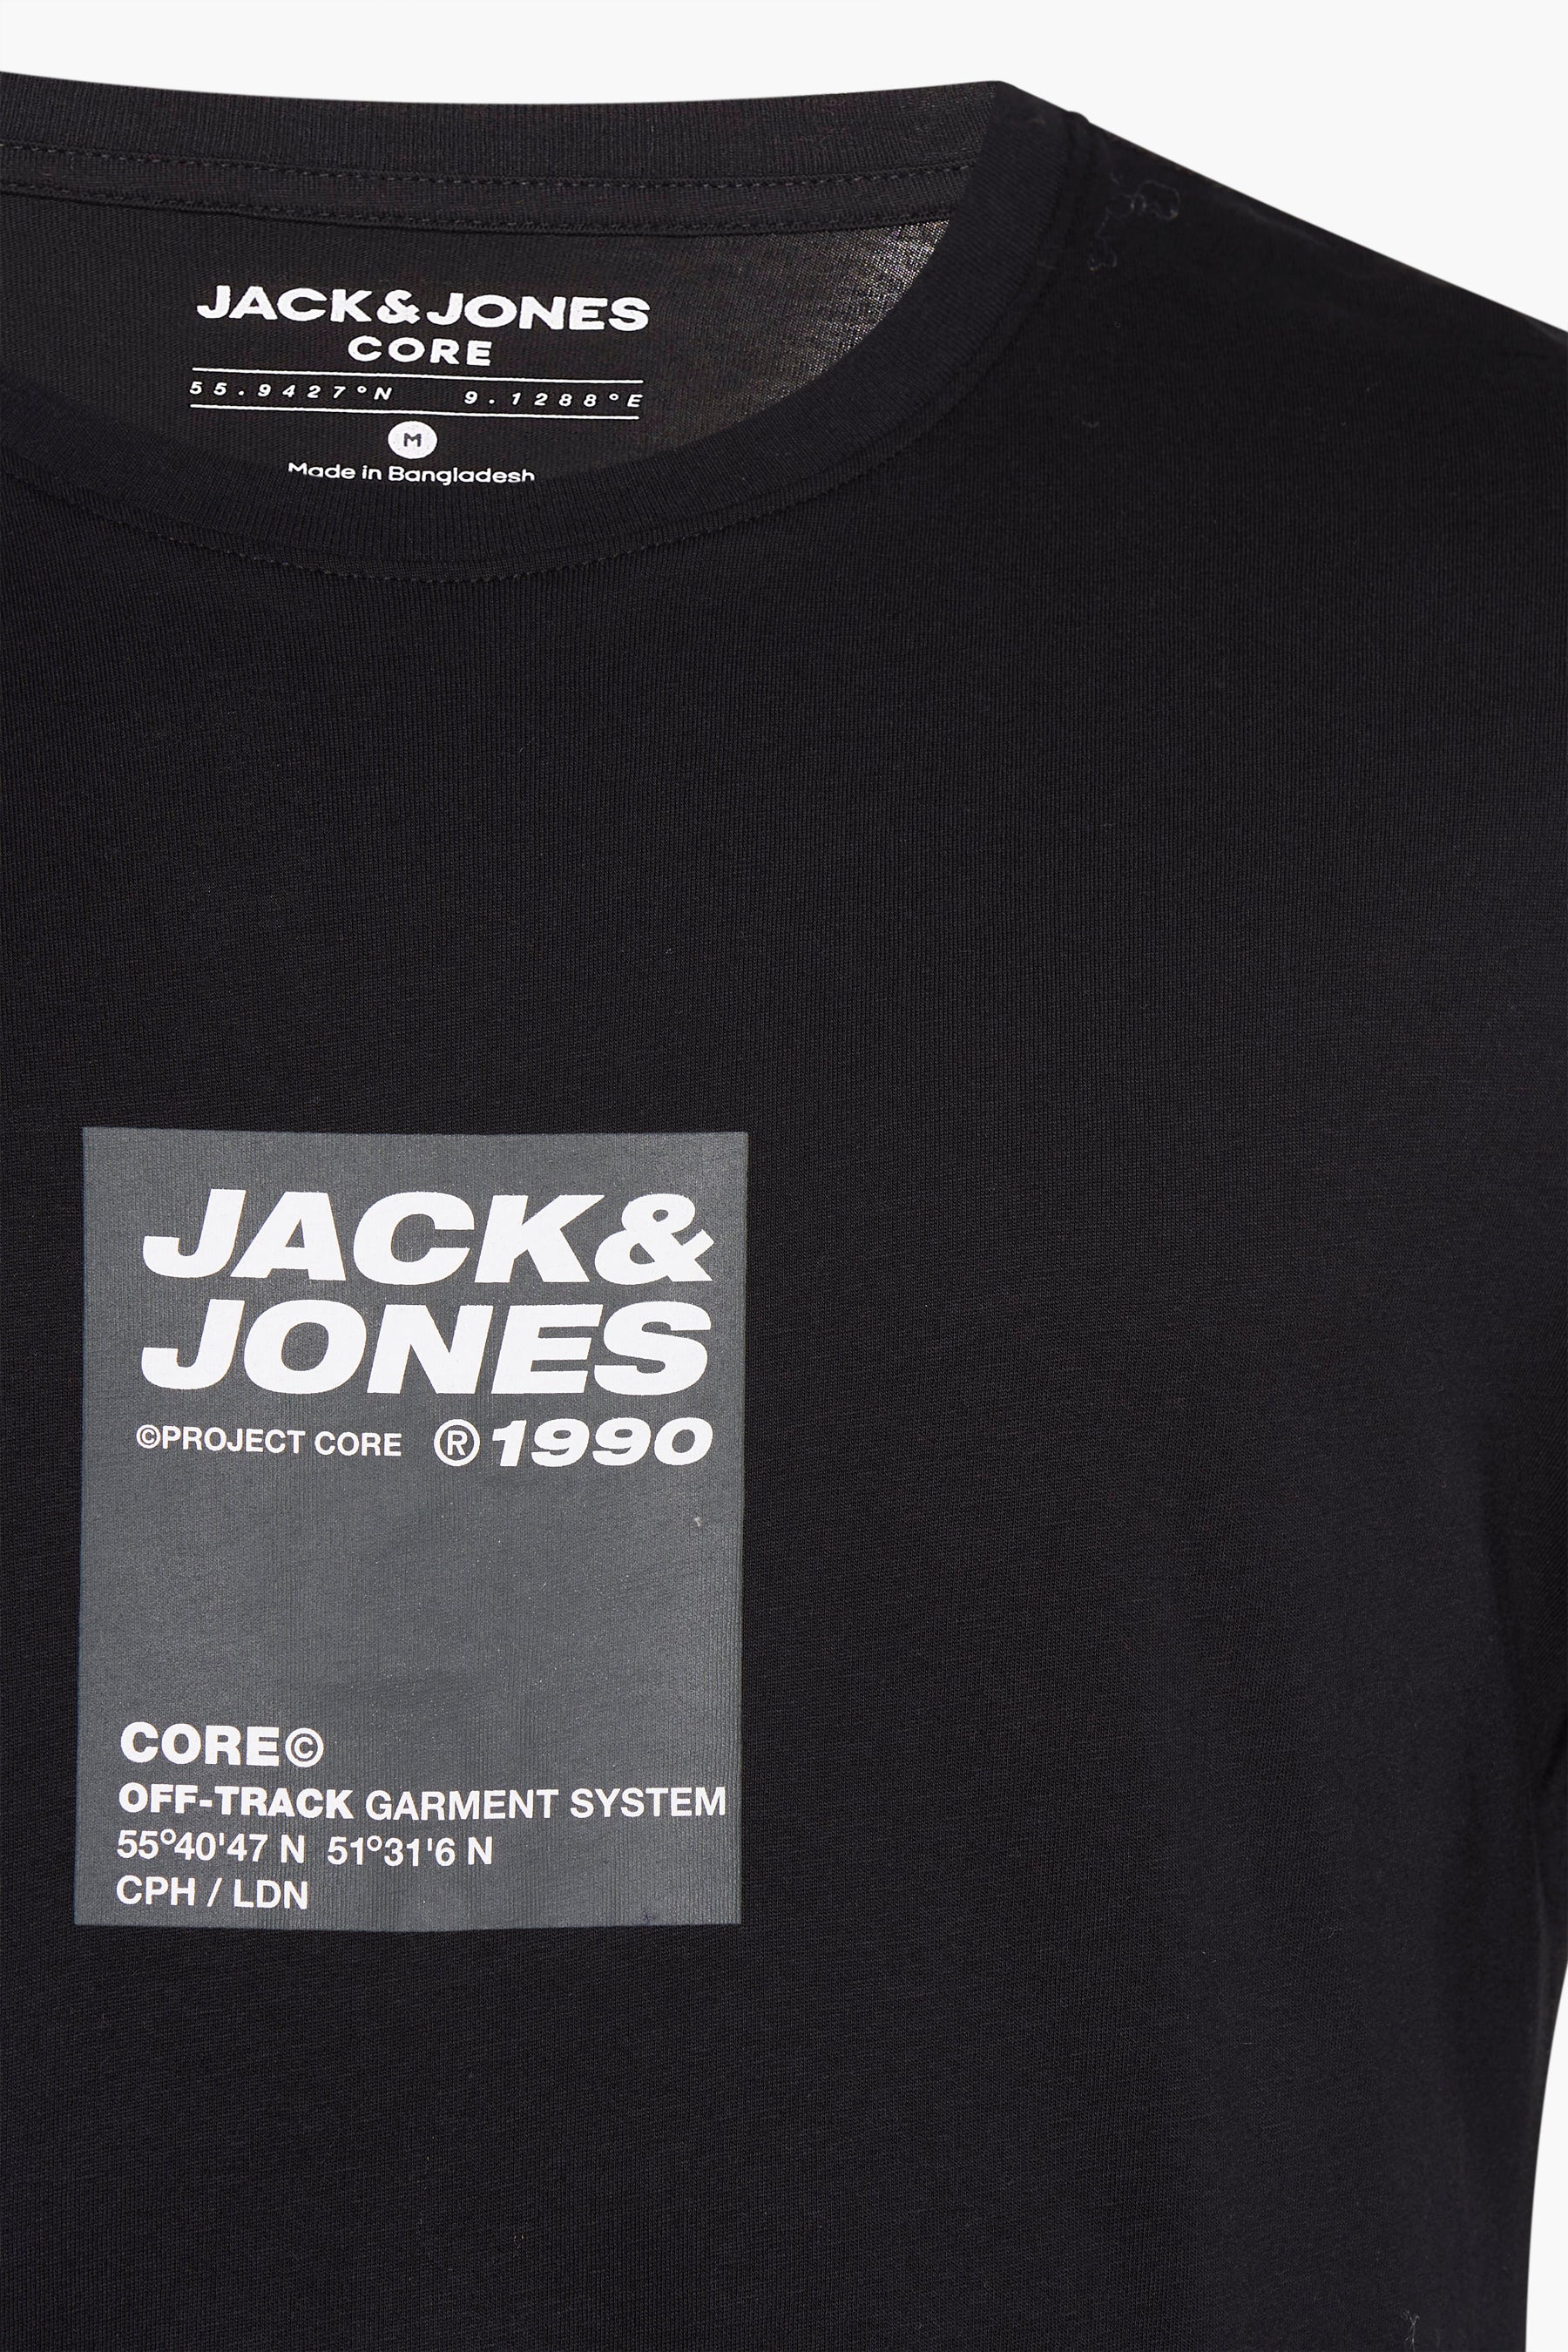 JACK&JONES
CORE
55.9427°N 9.1288°E
M
Made in Bangladesh
JACK&
JONES
©PROJECT CORE ®1990
CORE©
OFF-TRACK GARMENT SYSTEM
55°40'47 N 51°31'6 N
CPH / LDN